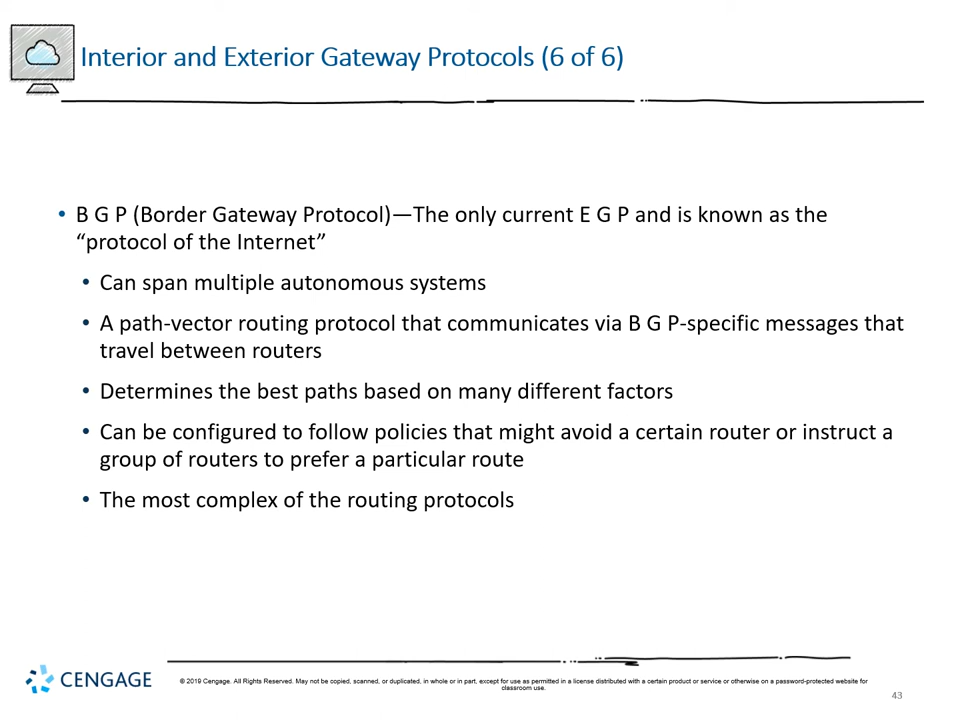 Interior and Exterior Gateway Protocols (6 of 6)
• B G P (Border Gateway Protocol)—The only current E G P and is known as the
“protocol of the Internet”
• Can span multiple autonomous systems
• A path-vector routing protocol that communicates via B G P-specific messages that
travel between routers
• Determines the best paths based on many different factors
• Can be configured to follow policies that might avoid a certain router or instruct a
group of routers to prefer a particular route
• The most complex of the routing protocols
CENGAGE
© 2019 Cengage. All Rights Reserved. May not be copied, scanned, or duplicated, in whole or in part, except for use as permitted in a license distributed with a certain product or service or otherwise on a password-protected website for
classroom use.
43